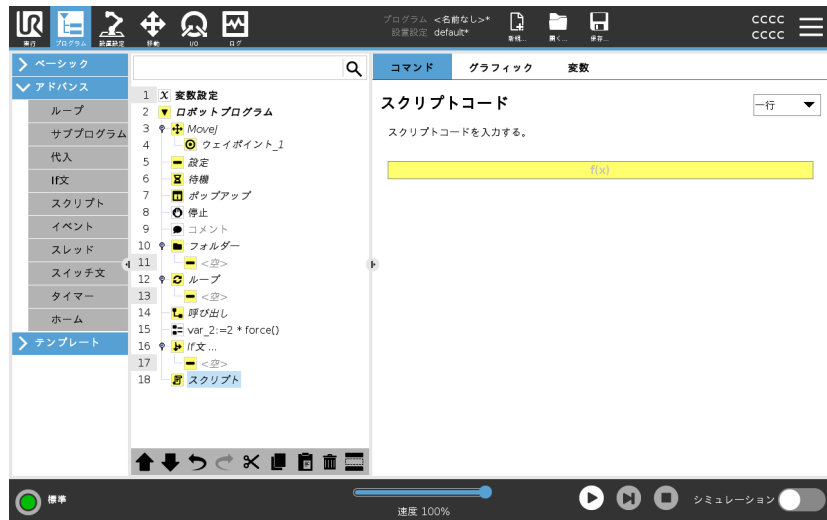 UR
実行
プログラム
設置設定
移動
I/O
ログ
プログラム <名前なし>*
設置設定 default*
新規...
開く...
保存...
cccc
cccc
ベーシック
アドバンス
ループ
サブプログラム
代入
If文
スクリプト
イベント
スレッド
スイッチ文
タイマー
ホーム
テンプレート
1 X 変数設定
2 ロボットプログラム
3 MoveJ
4 ウェイポイント_1
5 設定
6 待機
7 ポップアップ
8 停止
9 コメント
10 フォルダー
11 <空>
12 ループ
13 <空>
14 呼び出し
15 var_2:=2 * force()
16 If文 ...
17 <空>
18 スクリプト
コマンド グラフィック 変数
スクリプトコード
一行
スクリプトコードを入力する。
f(x)
標準
速度 100%
シミュレーション